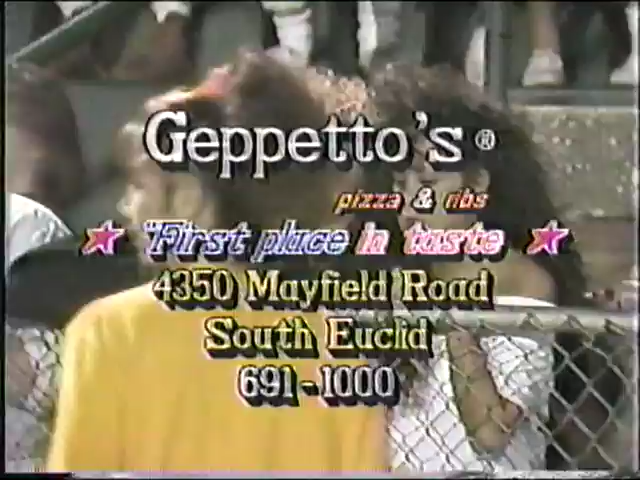 Geppetto's ®
pizza & ribs
"First place in taste
4350 Mayfield Road
South Euclid
691-1000